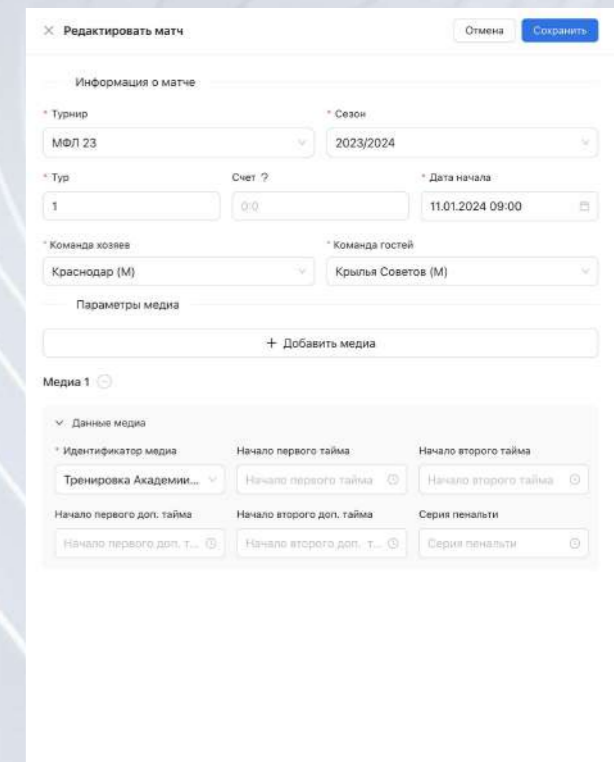 Редактировать матч
Отмена
Сохранить
Информация о матче
* Турнир
* Сезон
МФЛ 23
2023/2024
* Тур
Счет ?
* Дата начала
1
0:0
11.01.2024 09:00
* Команда хозяев
* Команда гостей
Краснодар (М)
Крылья Советов (М)
Параметры медиа
+ Добавить медиа
Медиа 1
Данные медиа
* Идентификатор медиа
Начало первого тайма
Начало второго тайма
Тренировка Академии...
Начало первого тайма
Начало второго тайма
Начало первого доп. тайма
Начало второго доп. тайма
Серия пенальти
Начало первого доп. т...
Начало второго доп. т...
Серия пенальти